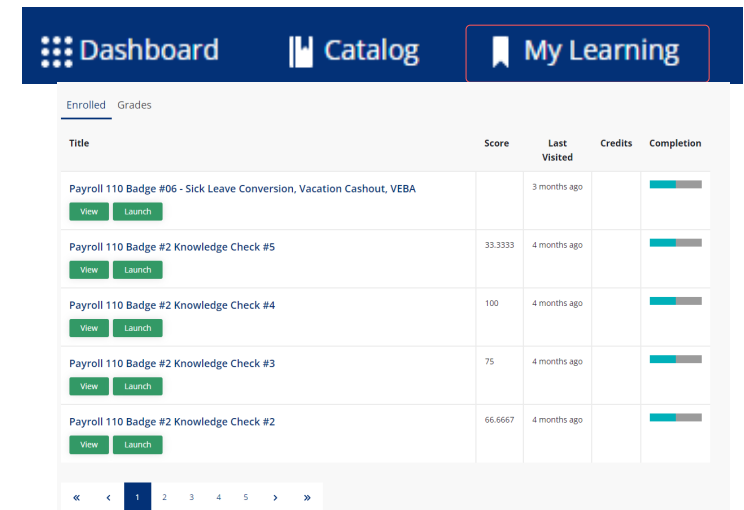 Dashboard Catalog My Learning
Enrolled Grades
Title Score Last Visited Credits Completion
Payroll 110 Badge #06 - Sick Leave Conversion, Vacation Cashout, VEBA 3 months ago
View Launch
Payroll 110 Badge #2 Knowledge Check #5 33.3333 4 months ago
View Launch
Payroll 110 Badge #2 Knowledge Check #4 100 4 months ago
View Launch
Payroll 110 Badge #2 Knowledge Check #3 75 4 months ago
View Launch
Payroll 110 Badge #2 Knowledge Check #2 66.6667 4 months ago
View Launch
« ‹ 1 2 3 4 5 › »